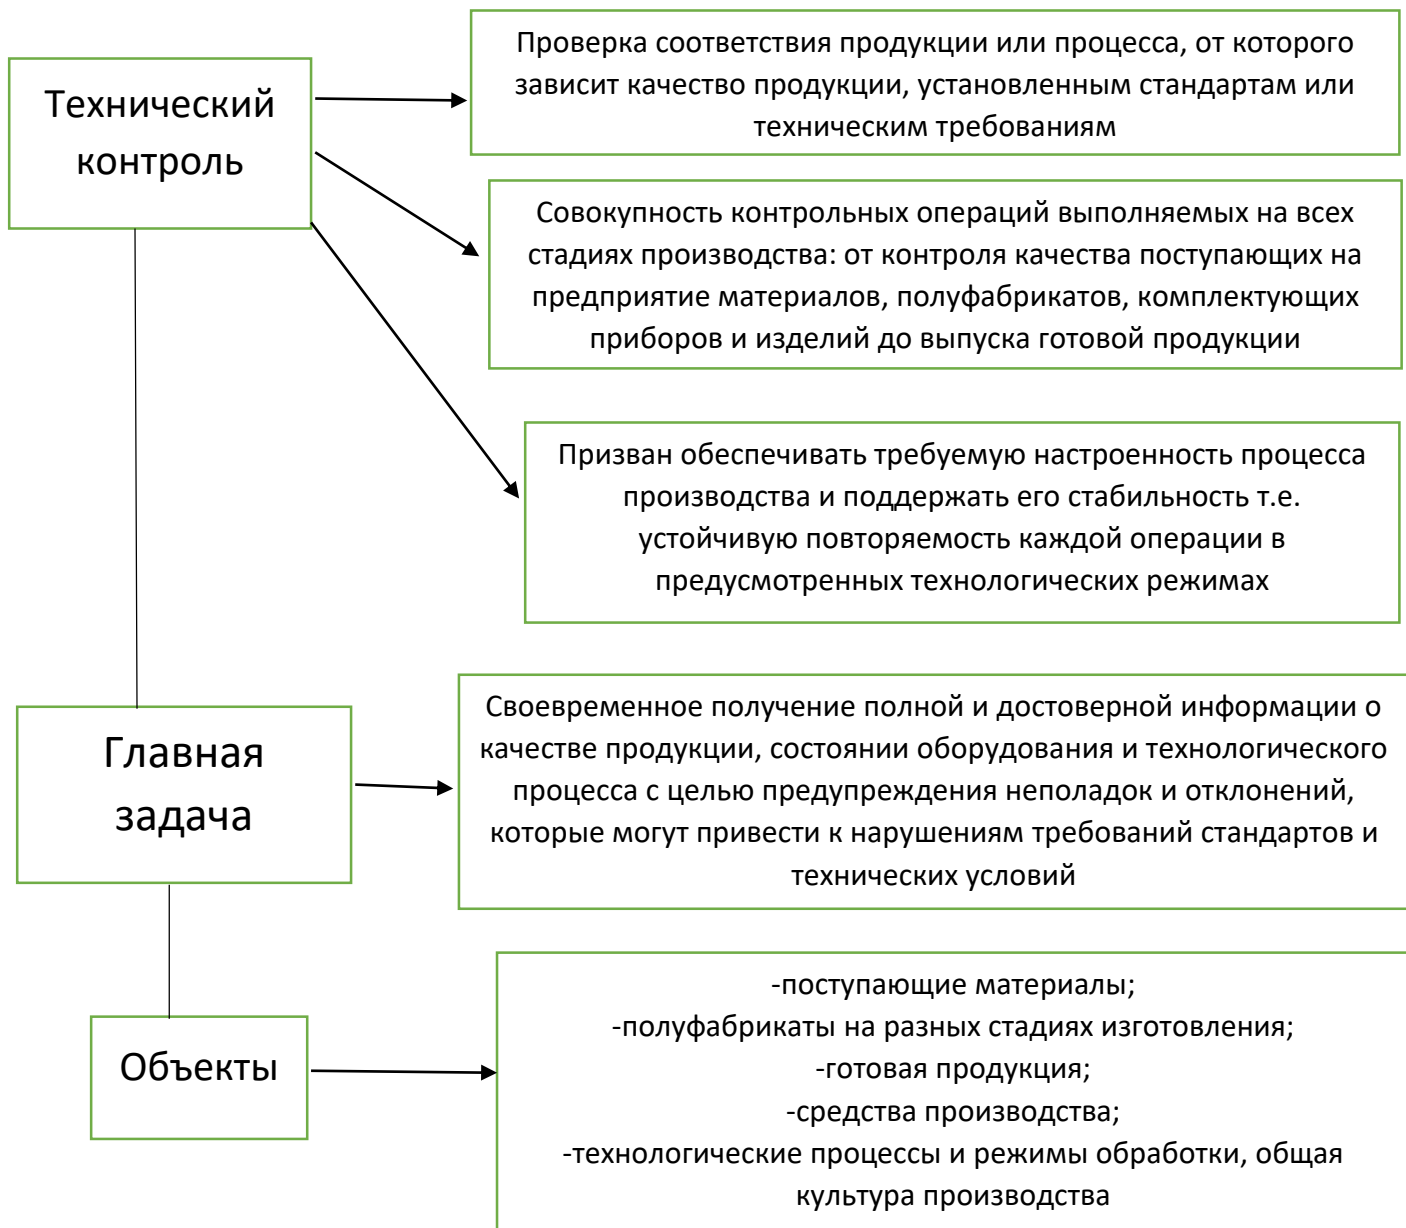 Технический
контроль
Проверка соответствия продукции или процесса, от которого
зависит качество продукции, установленным стандартам или
техническим требованиям
Совокупность контрольных операций выполняемых на всех
стадиях производства: от контроля качества поступающих на
предприятие материалов, полуфабрикатов, комплектующих
приборов и изделий до выпуска готовой продукции
Призван обеспечивать требуемую настроенность процесса
производства и поддержать его стабильность т.е.
устойчивую повторяемость каждой операции в
предусмотренных технологических режимах
Главная
задача
Своевременное получение полной и достоверной информации о
качестве продукции, состоянии оборудования и технологического
процесса с целью предупреждения неполадок и отклонений,
которые могут привести к нарушениям требований стандартов и
технических условий
Объекты
-поступающие материалы;
-полуфабрикаты на разных стадиях изготовления;
-готовая продукция;
-средства производства;
-технологические процессы и режимы обработки, общая
культура производства